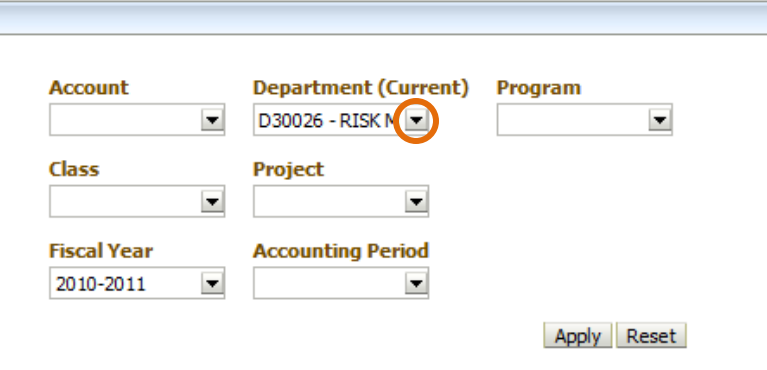 Account Department (Current) Program
D30026 - RISK M
Class Project
Fiscal Year Accounting Period
2010-2011
Apply Reset